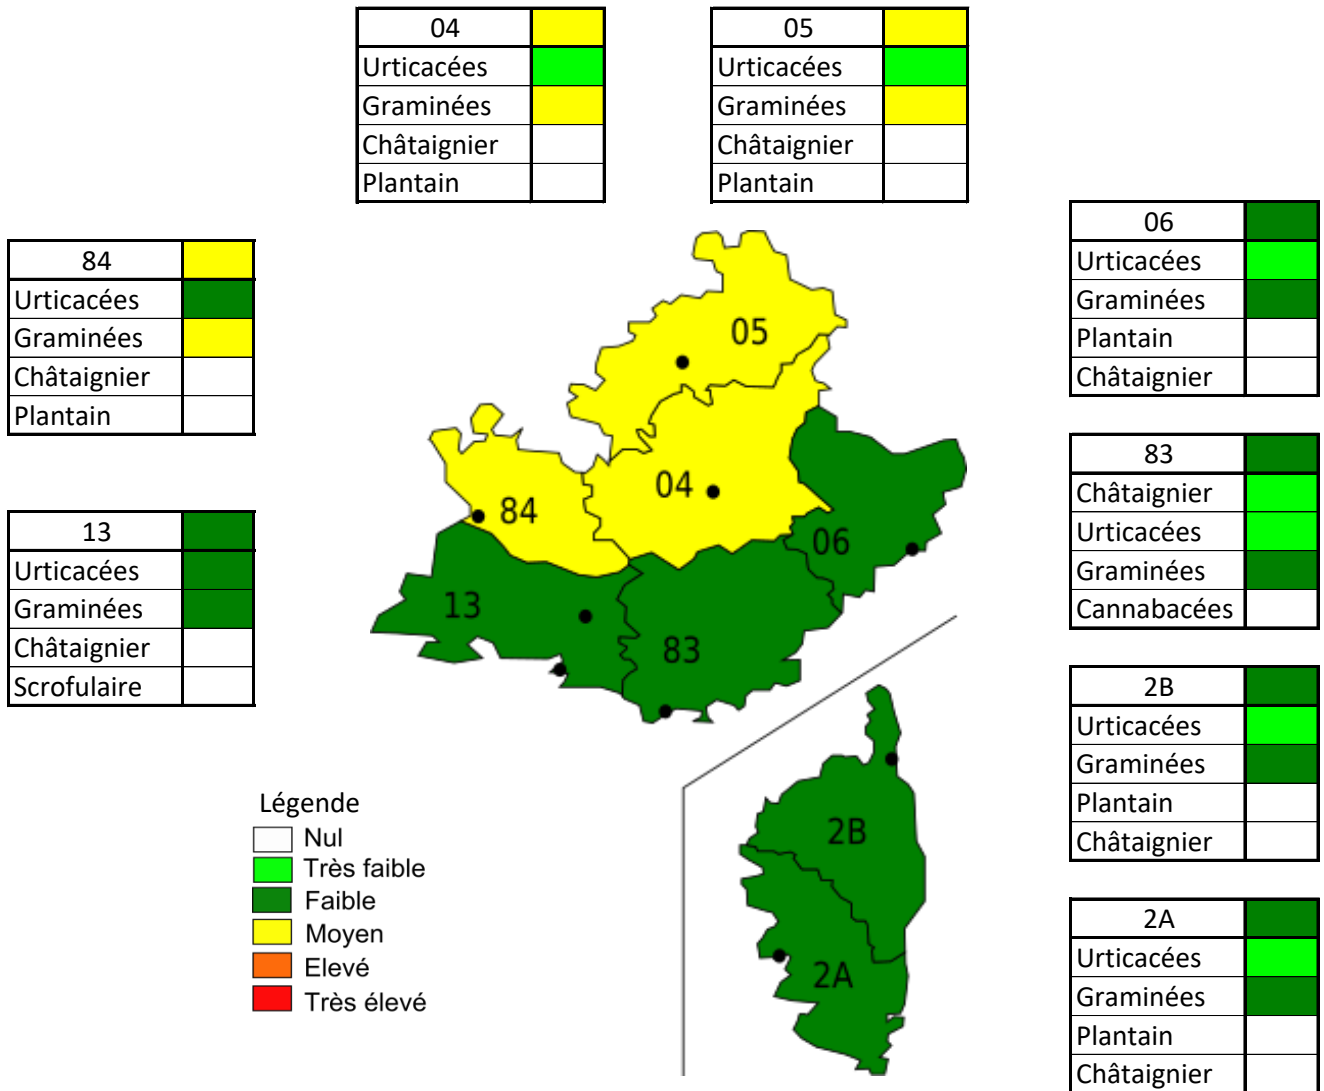 04
Urticacées
Graminées
Châtaignier
Plantain
05
Urticacées
Graminées
Châtaignier
Plantain
84
Urticacées
Graminées
Châtaignier
Plantain
13
Urticacées
Graminées
Châtaignier
Scrofulaire
06
Urticacées
Graminées
Plantain
Châtaignier
83
Châtaignier
Urticacées
Graminées
Cannabacées
2B
Urticacées
Graminées
Plantain
Châtaignier
2A
Urticacées
Graminées
Plantain
Châtaignier
05
04
84
06
13
83
2B
2A
Légende
Nul
Très faible
Faible
Moyen
Elevé
Très élevé